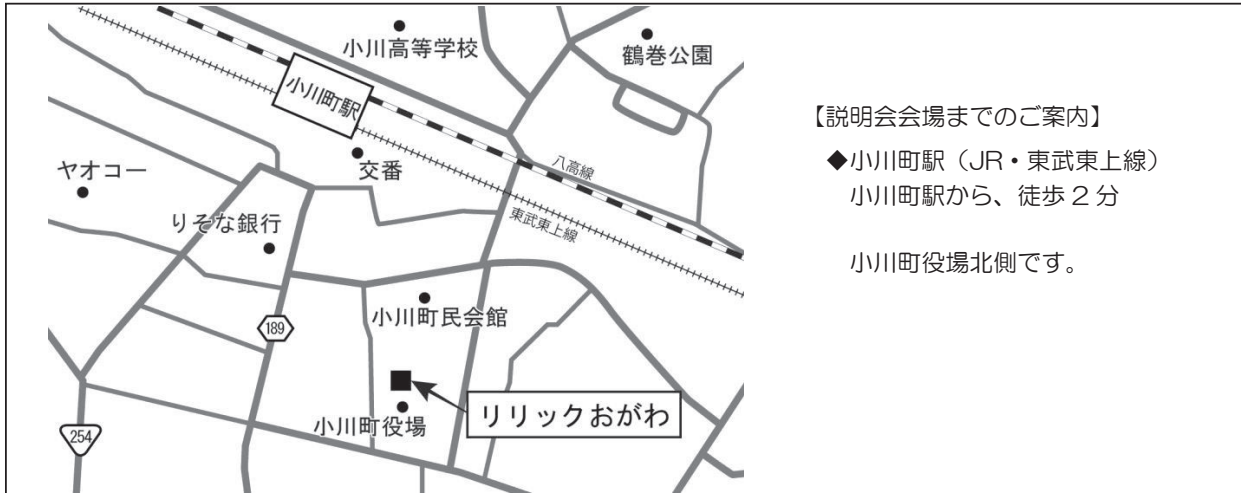 小川高等学校
鶴巻公園
小川町駅
八高線
交番
ヤオコー
東武東上線
りそな銀行
小川町民会館
189
リリックおがわ
小川町役場
254
【説明会会場までのご案内】
◆小川町駅（JR・東武東上線）
小川町駅から、徒歩２分
小川町役場北側です。